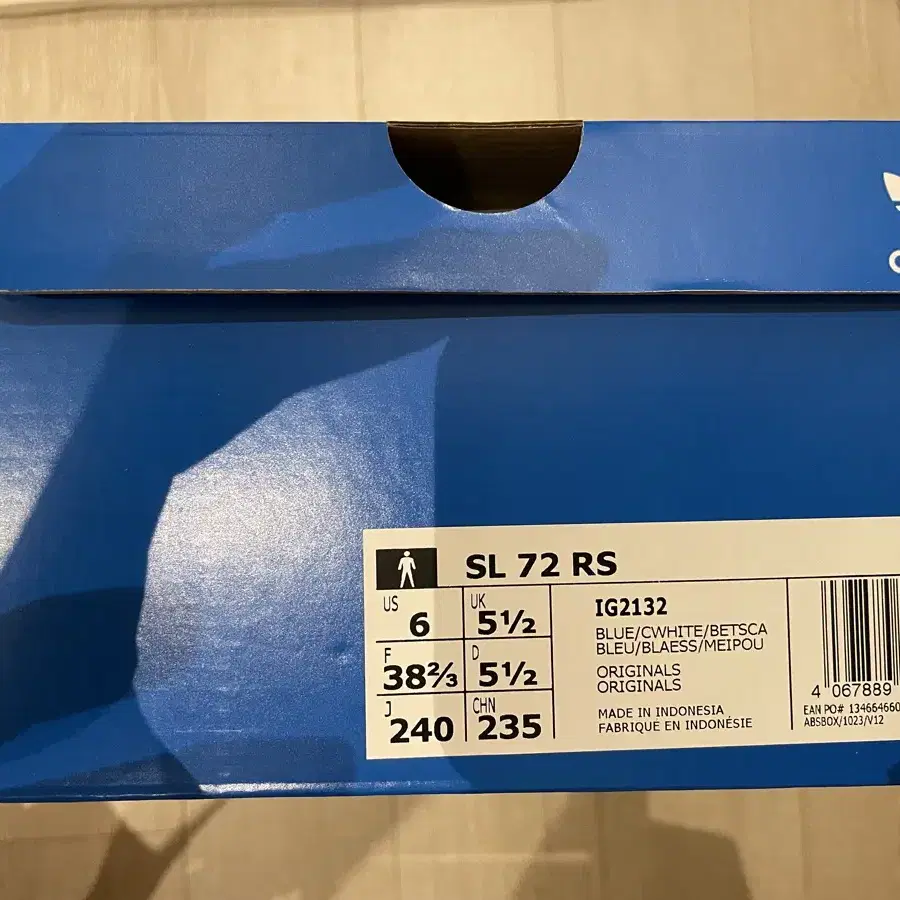 SL 72 RS
US 6 UK 5½
F 38⅔ D 5½
J 240 CHN 235
IG2132
BLUE/CWHITE/BETSCA
BLEU/BLAESS/MEIPOU
ORIGINALS
ORIGINALS
MADE IN INDONESIA
FABRIQUÉ EN INDONÉSIE
4 067889
EAN PO# 134664660
ABSBOX/1023/V12